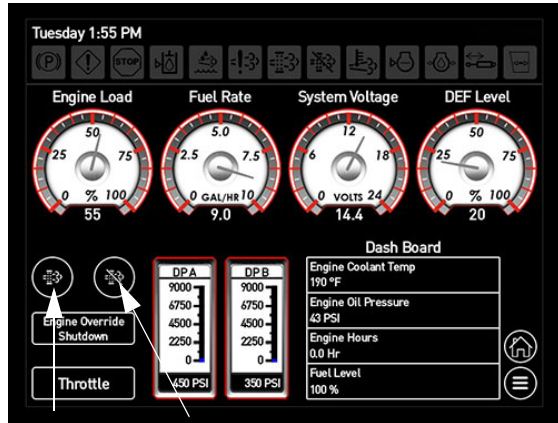 Tuesday 1:55 PM
(P) STOP
Engine Load
Fuel Rate
System Voltage
DEF Level
0 25 50 75 100 %
0 2.5 5.0 7.5 10 GAL/HR
0 6 12 18 24 VOLTS
0 25 50 75 100 %
55
9.0
14.4
20
Engine Override
Shutdown
Throttle
DP A
9000
6750
4500
2250
0
450 PSI
DP B
9000
6750
4500
2250
0
350 PSI
Dash Board
Engine Coolant Temp
190 °F
Engine Oil Pressure
43 PSI
Engine Hours
0.0 Hr
Fuel Level
100 %